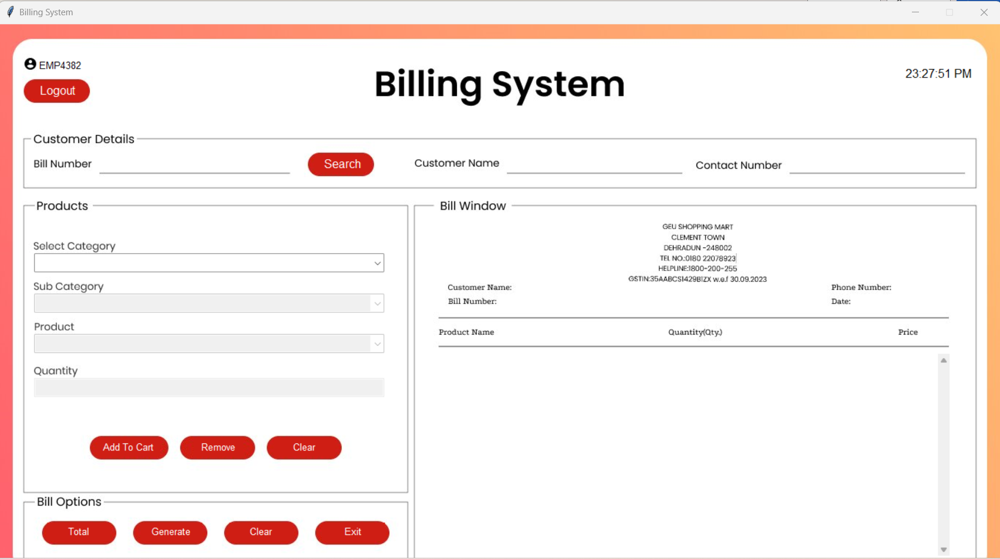 Billing System
EMP4382
Logout
Billing System
23:27:51 PM
Customer Details
Bill Number
Search
Customer Name
Contact Number
Products
Select Category
Sub Category
Product
Quantity
Add To Cart
Remove
Clear
Bill Options
Total
Generate
Clear
Exit
Bill Window
GEU SHOPPING MART
CLEMENT TOWN
DEHRADUN -248002
TEL NO.:0180 22078923
HELPLINE:1800-200-255
GSTIN:35AABCS1429B1ZX w.e.f 30.09.2023
Customer Name:
Phone Number:
Bill Number:
Date:
Product Name
Quantity(Qty.)
Price